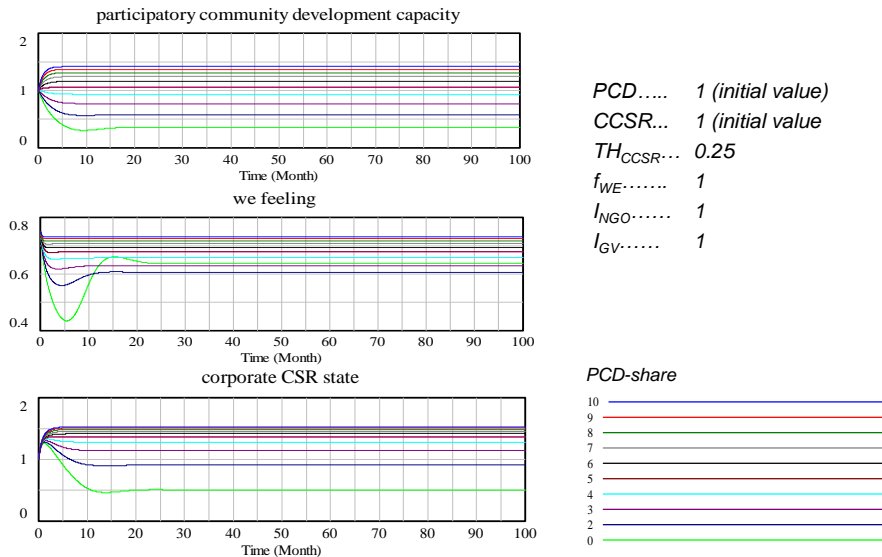 participatory community development capacity
2
1
0
0 10 20 30 40 50 60 70 80 90 100
Time (Month)
we feeling
0.8
0.6
0.4
0 10 20 30 40 50 60 70 80 90 100
Time (Month)
corporate CSR state
2
1
0
0 10 20 30 40 50 60 70 80 90 100
Time (Month)
PCD..... 1 (initial value)
CCSR... 1 (initial value
THCCSR... 0.25
fWE....... 1
INGO...... 1
IGV...... 1
PCD-share
10
9
8
7
6
5
4
3
2
0